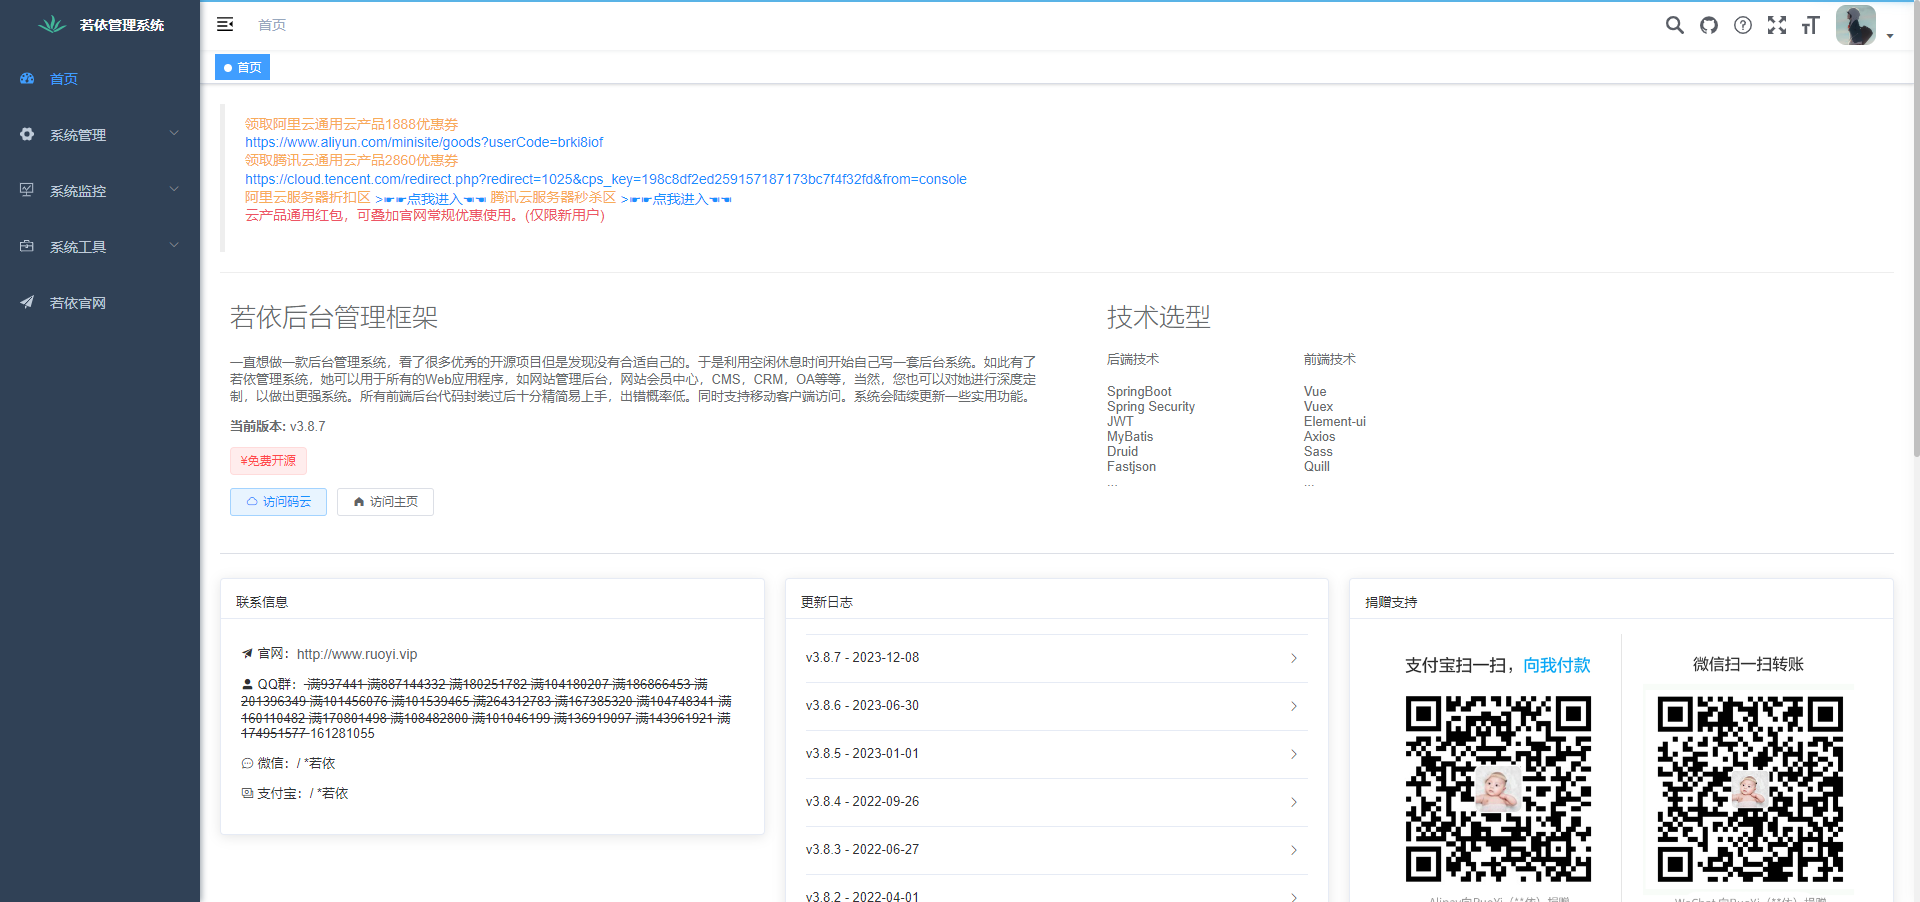 若依管理系统
首页
系统管理
系统监控
系统工具
若依官网
首页
首页
领取阿里云通用云产品1888优惠券
https://www.aliyun.com/minisite/goods?userCode=brki8iof
领取腾讯云通用云产品2860优惠券
https://cloud.tencent.com/redirect.php?redirect=1025&cps_key=198c8df2ed259157187173bc7f4f32fd&from=console
阿里云服务器折扣区 >☛☛点我进入☚☚ 腾讯云服务器秒杀区 >☛☛点我进入☚☚
云产品通用红包，可叠加官网常规优惠使用。(仅限新用户)
若依后台管理框架
一直想做一款后台管理系统，看了很多优秀的开源项目但是发现没有合适自己的。于是利用空闲休息时间开始自己写一套后台系统。如此有了
若依管理系统，她可以用于所有的Web应用程序，如网站管理后台，网站会员中心，CMS，CRM，OA等等，当然，您也可以对她进行深度定
制，以做出更强系统。所有前端后台代码封装过后十分精简易上手，出错概率低。同时支持移动客户端访问。系统会陆续更新一些实用功能。
当前版本: v3.8.7
¥免费开源
访问码云
访问主页
技术选型
后端技术
SpringBoot
Spring Security
JWT
MyBatis
Druid
Fastjson
...
前端技术
Vue
Vuex
Element-ui
Axios
Sass
Quill
...
联系信息
官网：http://www.ruoyi.vip
QQ群：满937441 满887144332 满180251782 满104180207 满186866453 满
201396349 满101456076 满101539465 满264312783 满167385320 满104748341 满
160110482 满170801498 满108482800 满101046199 满136919097 满143961921 满
174951577 161281055
微信：/ *若依
支付宝：/ *若依
更新日志
v3.8.7 - 2023-12-08
v3.8.6 - 2023-06-30
v3.8.5 - 2023-01-01
v3.8.4 - 2022-09-26
v3.8.3 - 2022-06-27
v3.8.2 - 2022-04-01
捐赠支持
支付宝扫一扫，向我付款
微信扫一扫转账